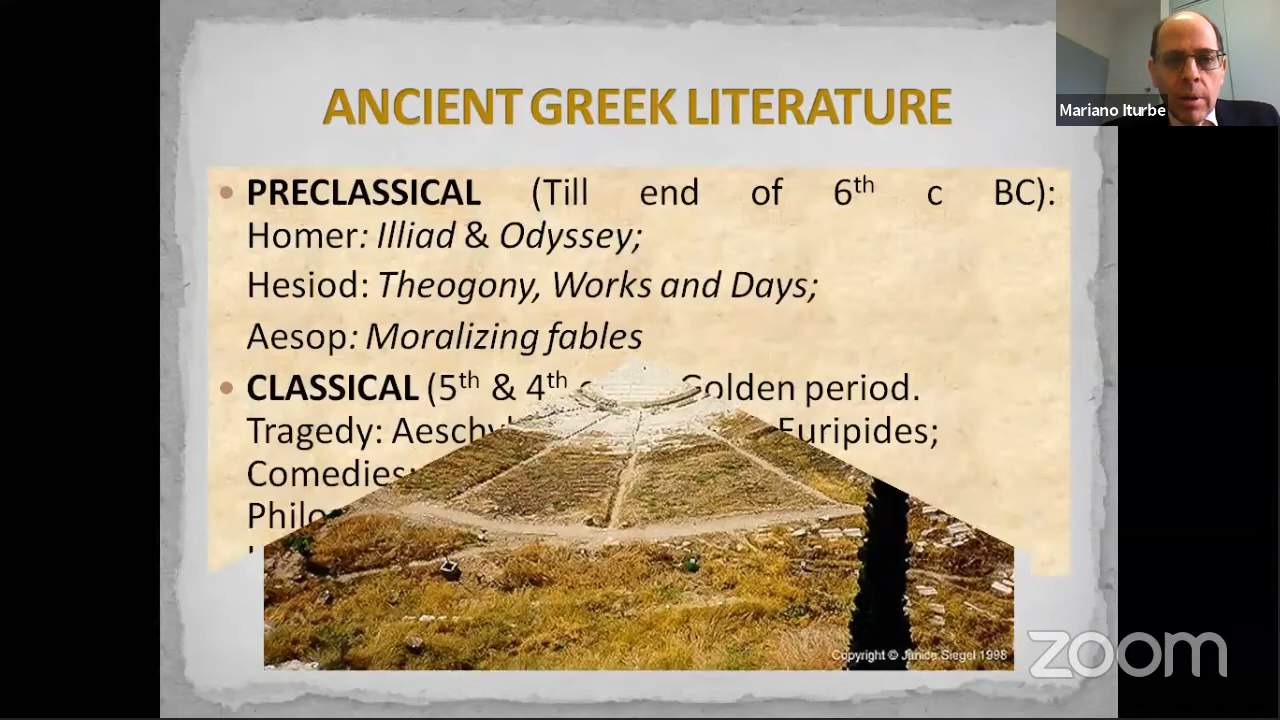 ANCIENT GREEK LITERATURE
Mariano Iturbe
• PRECLASSICAL (Till end of 6th c BC):
Homer: Illiad & Odyssey;
Hesiod: Theogony, Works and Days;
Aesop: Moralizing fables
• CLASSICAL (5th & 4th Golden period.
Tragedy: Euripides;
Comedies:
Copyright © Janice Siegel 1998
zoom